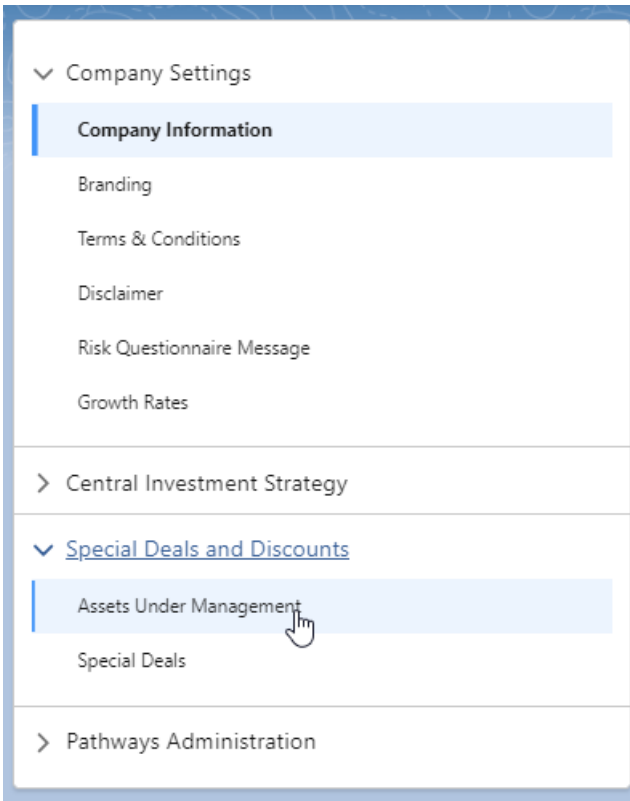 Company Settings
Company Information
Branding
Terms & Conditions
Disclaimer
Risk Questionnaire Message
Growth Rates
Central Investment Strategy
Special Deals and Discounts
Assets Under Management
Special Deals
Pathways Administration